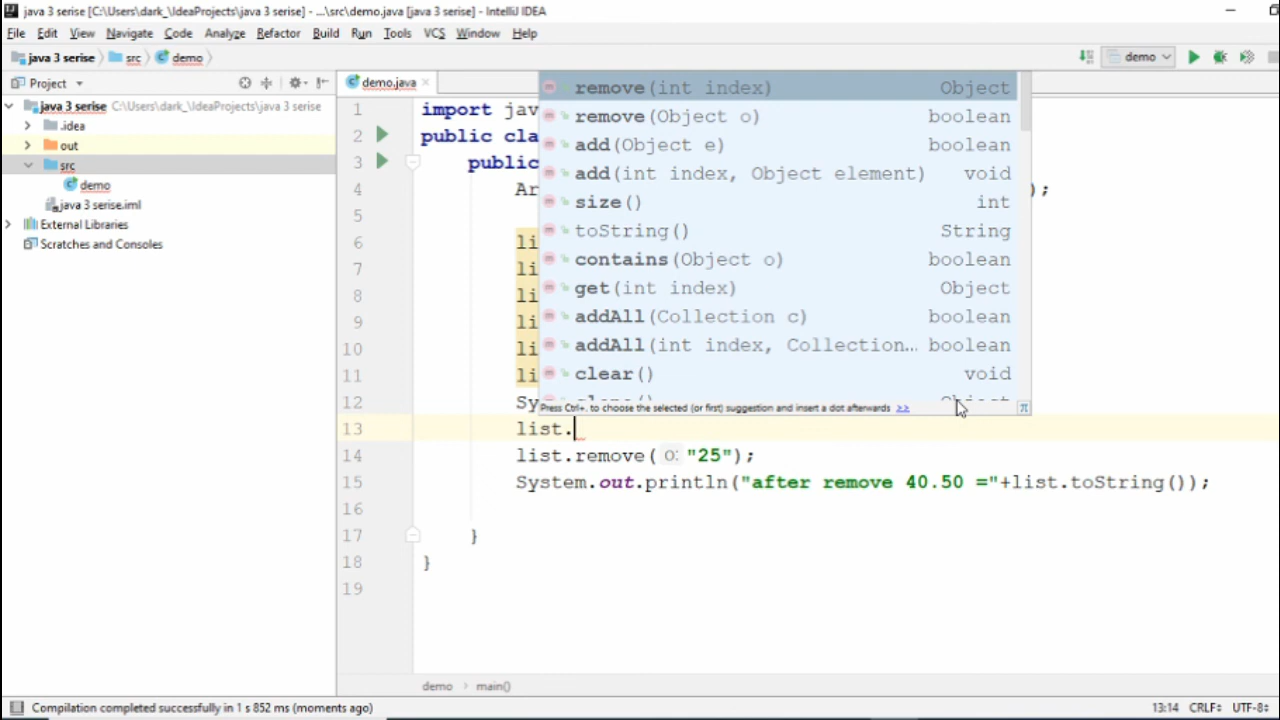 java 3 serise [C:\Users\dark_\IdeaProjects\java 3 serise] - ...\src\demo.java [java 3 serise] - IntelliJ IDEA
File Edit View Navigate Code Analyze Refactor Build Run Tools VCS Window Help
java 3 serise src demo demo
Project demo.java
java 3 serise C:\Users\dark_\IdeaProjects\java 3 serise
.idea
out
src
demo
java 3 serise.iml
External Libraries
Scratches and Consoles
1 import jav
2 public cla
3 public
4 Ar );
5
6 li
7 li
8 li
9 li
10 li
11 li
12 Sy
13 list.
14 list.remove( o: "25");
15 System.out.println("after remove 40.50 ="+list.toString());
16
17 }
18 }
19
remove(int index) Object
remove(Object o) boolean
add(Object e) boolean
add(int index, Object element) void
size() int
toString() String
contains(Object o) boolean
get(int index) Object
addAll(Collection c) boolean
addAll(int index, Collection… boolean
clear() void
Press Ctrl+. to choose the selected (or first) suggestion and insert a dot afterwards >> π
demo main()
Compilation completed successfully in 1 s 852 ms (moments ago) 13:14 CRLF UTF-8